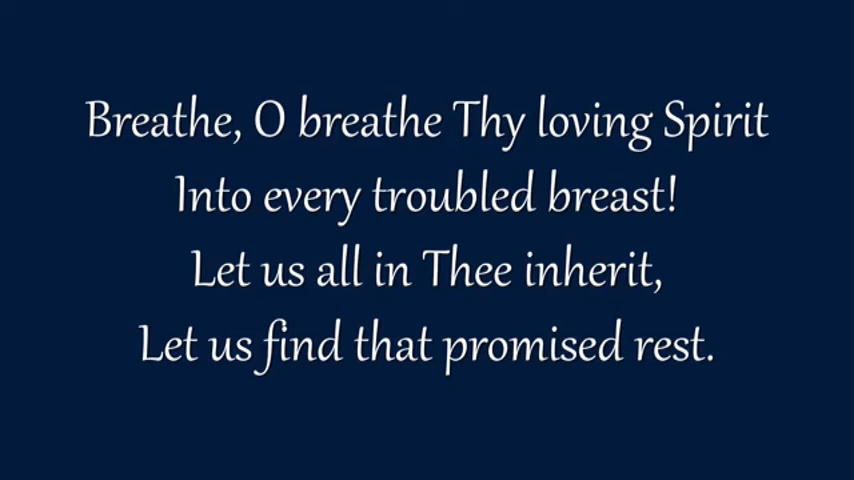 Breathe, O breathe Thy loving Spirit
Into every troubled breast!
Let us all in Thee inherit,
Let us find that promised rest.